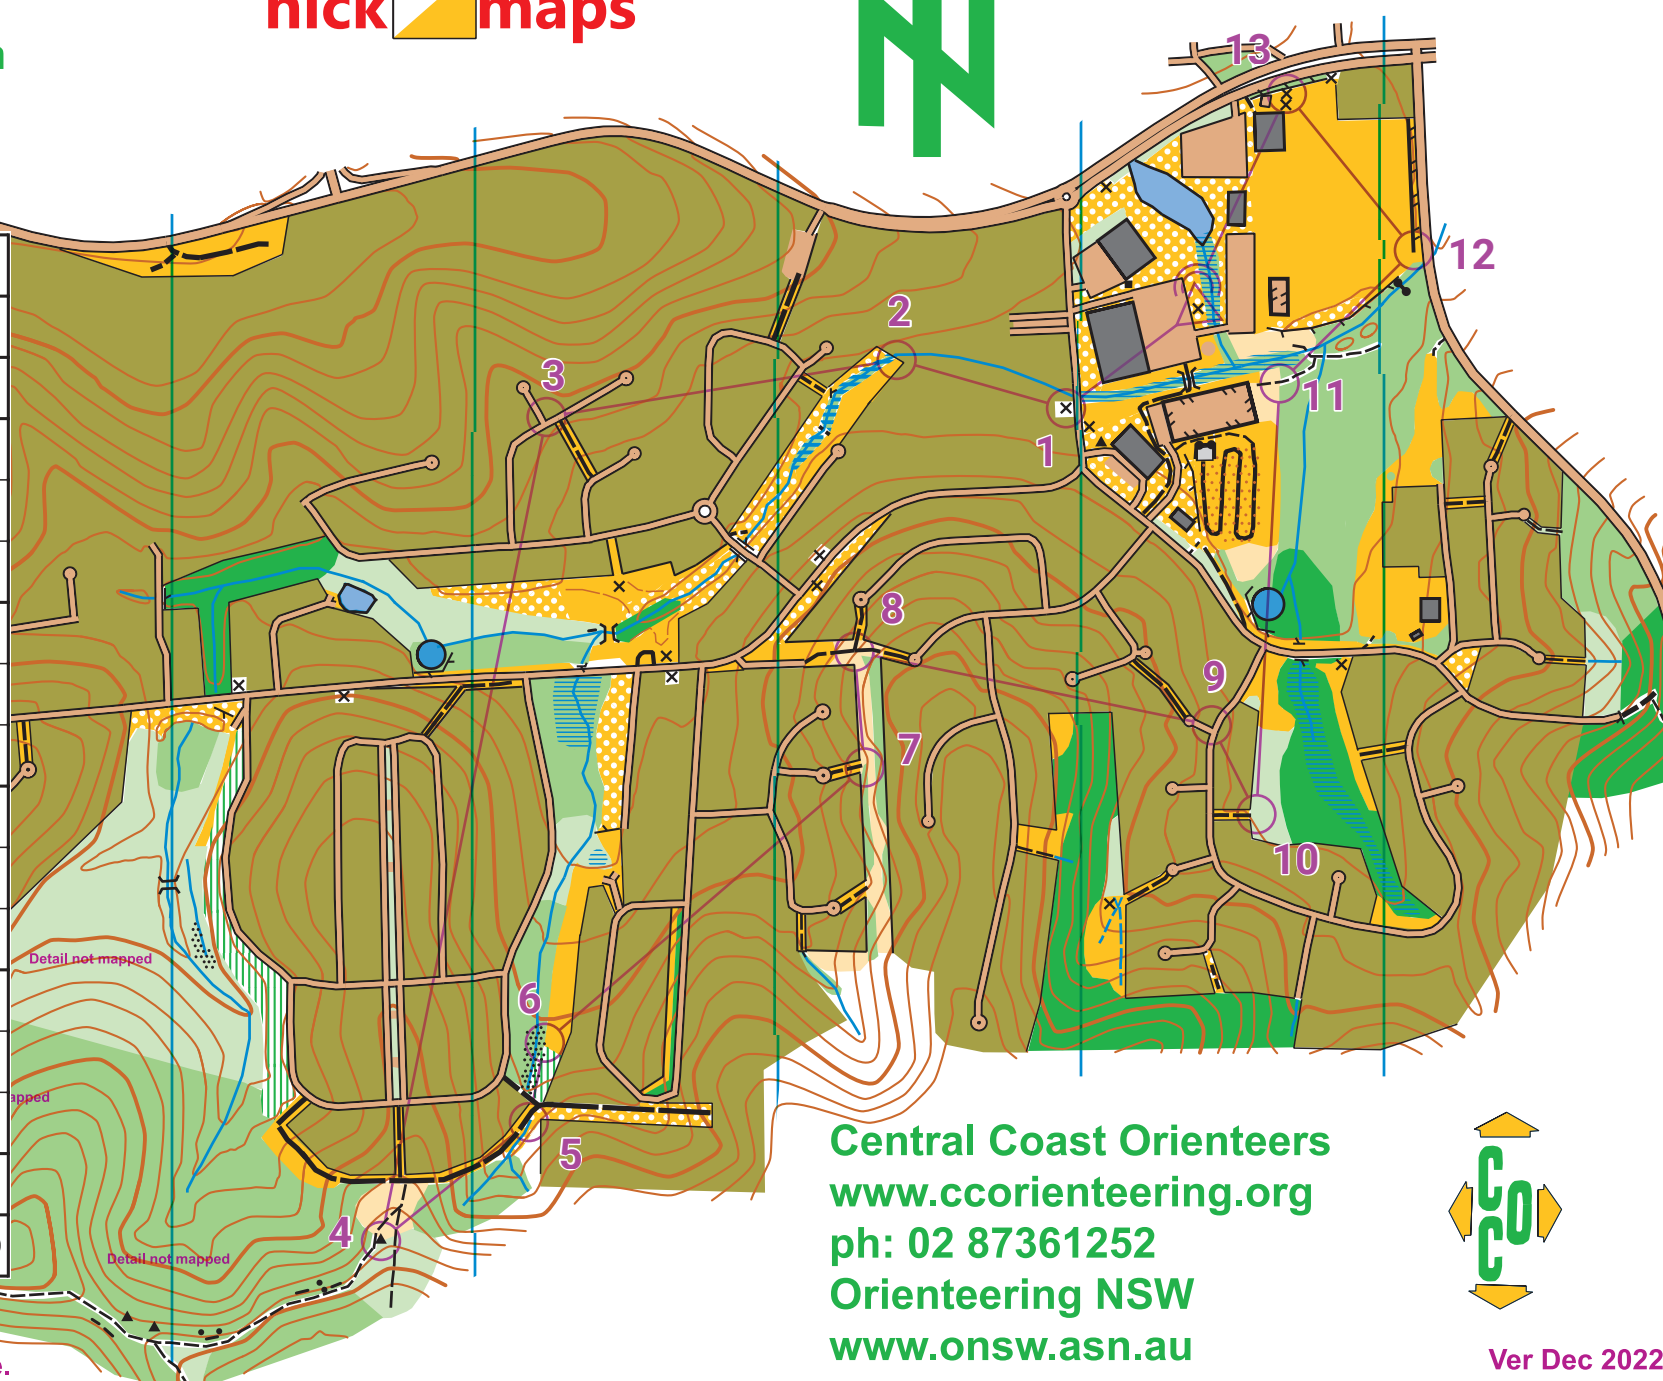 nick maps
13
12
2
3
11
1
8
9
7
10
Detail not mapped
6
apped
5
4
Detail not mapped
Central Coast Orienteers
www.ccorienteering.org
ph: 02 87361252
Orienteering NSW
www.onsw.asn.au
CCO
Ver Dec 2022